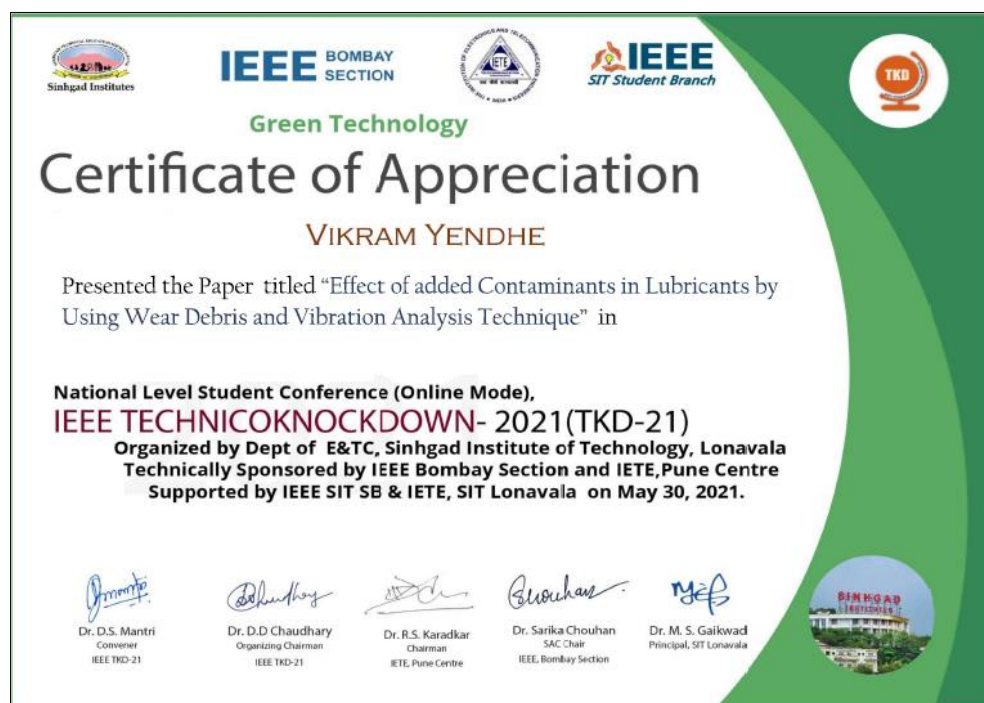 Sinhgad Institutes
IEEE BOMBAY SECTION
IETE
IEEE
SIT Student Branch
TKD
Green Technology
Certificate of Appreciation
VIKRAM YENDHE
Presented the Paper titled “Effect of added Contaminants in Lubricants by
Using Wear Debris and Vibration Analysis Technique” in
National Level Student Conference (Online Mode),
IEEE TECHNICOKNOCKDOWN- 2021(TKD-21)
Organized by Dept of E&TC, Sinhgad Institute of Technology, Lonavala
Technically Sponsored by IEEE Bombay Section and IETE,Pune Centre
Supported by IEEE SIT SB & IETE, SIT Lonavala on May 30, 2021.
Dr. D.S. Mantri
Convener
IEEE TKD-21
Dr. D.D Chaudhary
Organizing Chairman
IEEE TKD-21
Dr. R.S. Karadkar
Chairman
IETE, Pune Centre
Dr. Sarika Chouhan
SAC Chair
IEEE, Bombay Section
Dr. M. S. Gaikwad
Principal, SIT Lonavala
SINHGAD
INSTITUTES